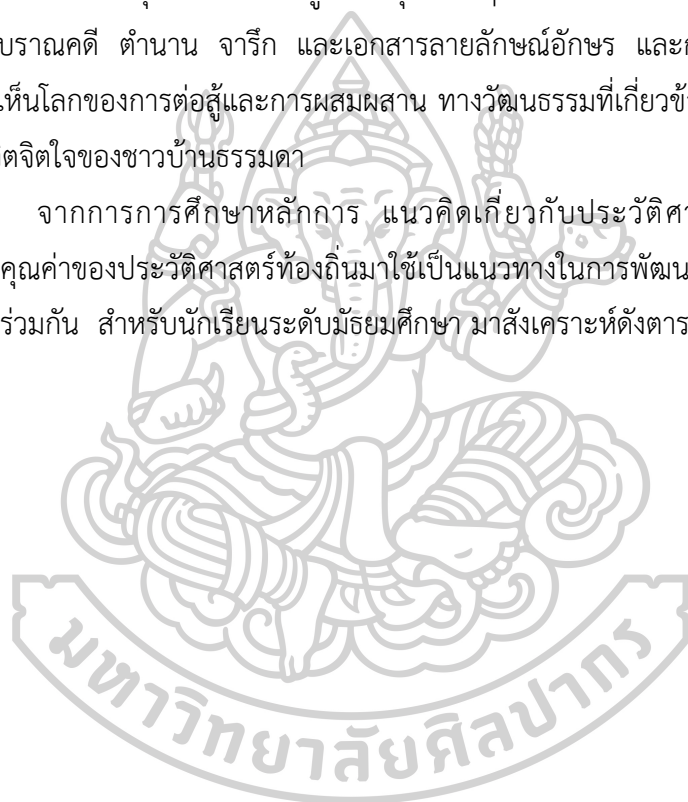 บราณคดี ตำนาน จารึก และเอกสารลายลักษณ์อักษร และก
เห็นโลกของการต่อสู้และการผสมผสาน ทางวัฒนธรรมที่เกี่ยวข้
ตจิตใจของชาวบ้านธรรมดา
จากการการศึกษาหลักการ แนวคิดเกี่ยวกับประวัติศา
คุณค่าของประวัติศาสตร์ท้องถิ่นมาใช้เป็นแนวทางในการพัฒน
ร่วมกัน สำหรับนักเรียนระดับมัธยมศึกษา มาสังเคราะห์ดังตาร
มหาวิทยาลัยศิลปากร